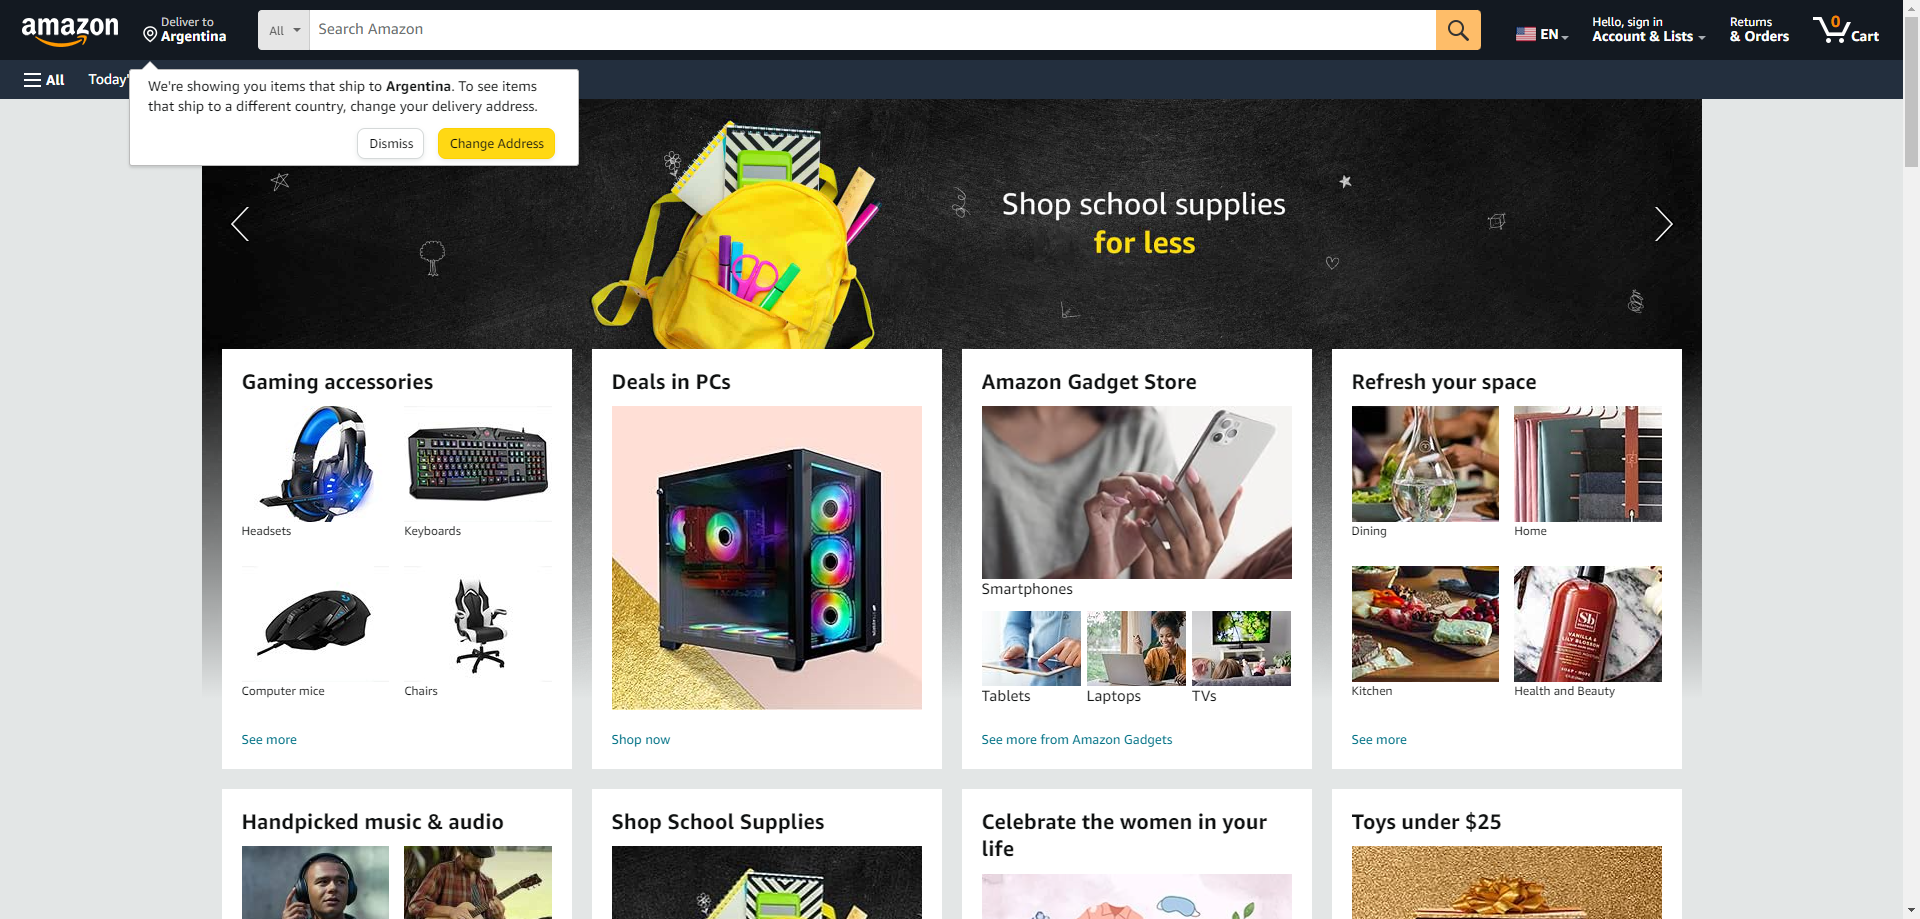 amazon
Deliver to
Argentina
All
Search Amazon
EN
Hello, sign in
Account & Lists
Returns
& Orders
0
Cart
All
Today'
We're showing you items that ship to Argentina. To see items
that ship to a different country, change your delivery address.
Dismiss
Change Address
Shop school supplies
for less
Gaming accessories
Headsets
Keyboards
Computer mice
Chairs
See more
Deals in PCs
Shop now
Amazon Gadget Store
Smartphones
Tablets
Laptops
TVs
See more from Amazon Gadgets
Refresh your space
Dining
Home
Kitchen
Sb
VANILLA &
LILY BLOSSOM
Health and Beauty
See more
Handpicked music & audio
Shop School Supplies
Celebrate the women in your
life
Toys under $25